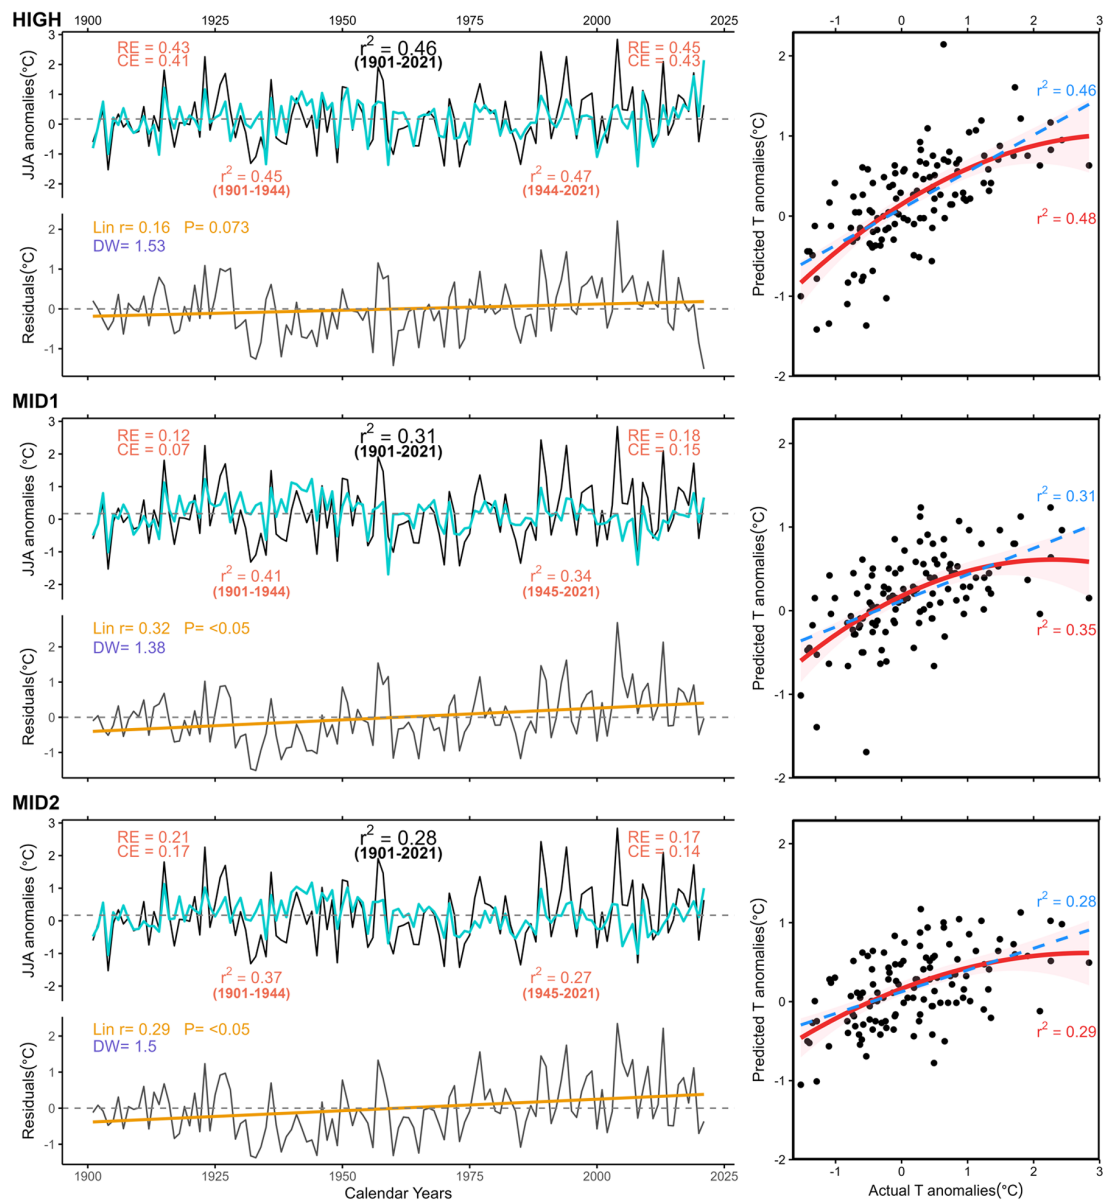 HIGH
1900 1925 1950 1975 2000 2025
3
2
1
0
-1
-2
JJA anomalies(°C)
RE = 0.43
CE = 0.41
r² = 0.46
(1901-2021)
RE = 0.45
CE = 0.43
r² = 0.45
(1901-1944)
r² = 0.47
(1944-2021)
2
1
0
-1
Residuals(°C)
Lin r= 0.16 P= 0.073
DW= 1.53
-1 0 1 2 3
2
1
0
-1
-2
Predicted T anomalies(°C)
r² = 0.46
r² = 0.48
MID1
3
2
1
0
-1
-2
JJA anomalies (°C)
RE = 0.12
CE = 0.07
r² = 0.31
(1901-2021)
RE = 0.18
CE = 0.15
r² = 0.41
(1901-1944)
r² = 0.34
(1945-2021)
2
1
0
-1
Residuals(°C)
Lin r= 0.32 P= <0.05
DW= 1.38
2
1
0
-1
-2
Predicted T anomalies(°C)
r² = 0.31
r² = 0.35
MID2
3
2
1
0
-1
-2
JJA anomalies (°C)
RE = 0.21
CE = 0.17
r² = 0.28
(1901-2021)
RE = 0.17
CE = 0.14
r² = 0.37
(1901-1944)
r² = 0.27
(1945-2021)
2
1
0
-1
Residuals(°C)
Lin r= 0.29 P= <0.05
DW= 1.5
1900 1925 1950 1975 2000 2025
Calendar Years
2
1
0
-1
-2
Predicted T anomalies(°C)
r² = 0.28
r² = 0.29
-1 0 1 2 3
Actual T anomalies(°C)